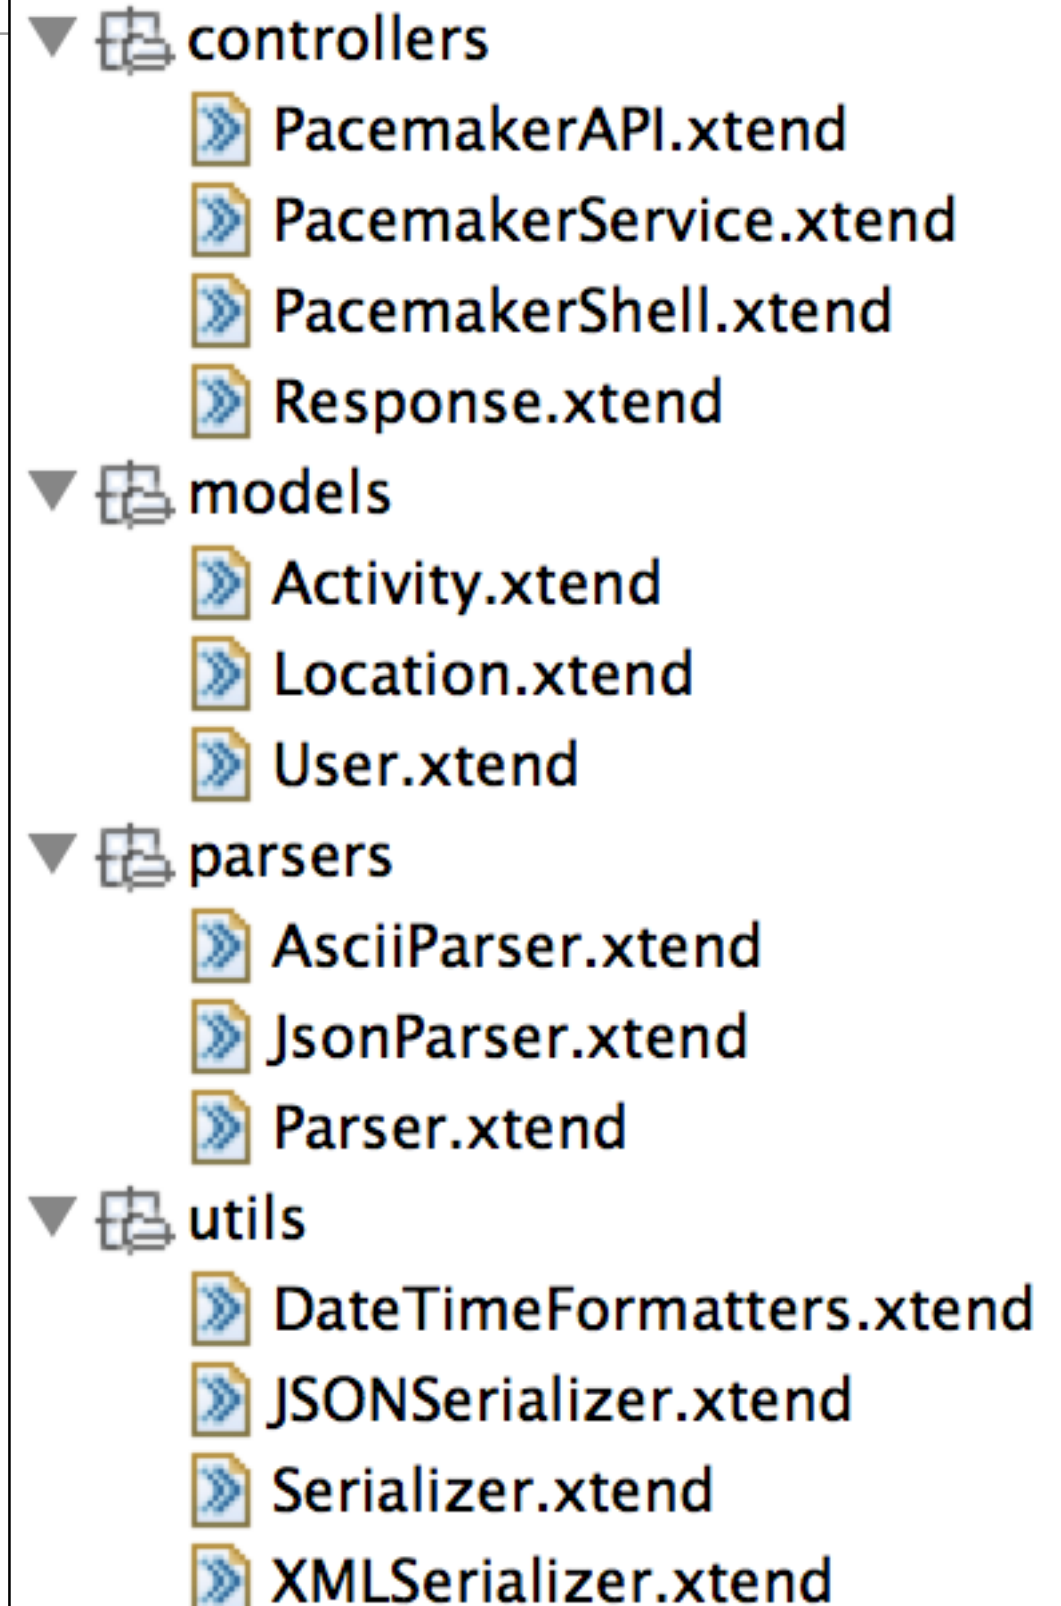 controllers
PacemakerAPI.xtend
PacemakerService.xtend
PacemakerShell.xtend
Response.xtend
models
Activity.xtend
Location.xtend
User.xtend
parsers
AsciiParser.xtend
JsonParser.xtend
Parser.xtend
utils
DateTimeFormatters.xtend
JSONSerializer.xtend
Serializer.xtend
XMLSerializer.xtend